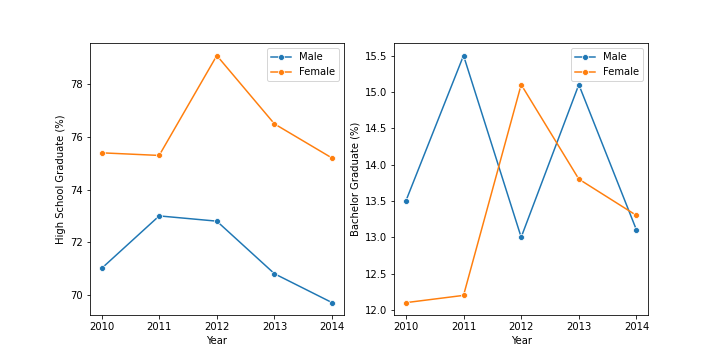 High School Graduate (%)
78
76
74
72
70
2010 2011 2012 2013 2014
Year
Male
Female
Bachelor Graduate (%)
15.5
15.0
14.5
14.0
13.5
13.0
12.5
12.0
2010 2011 2012 2013 2014
Year
Male
Female